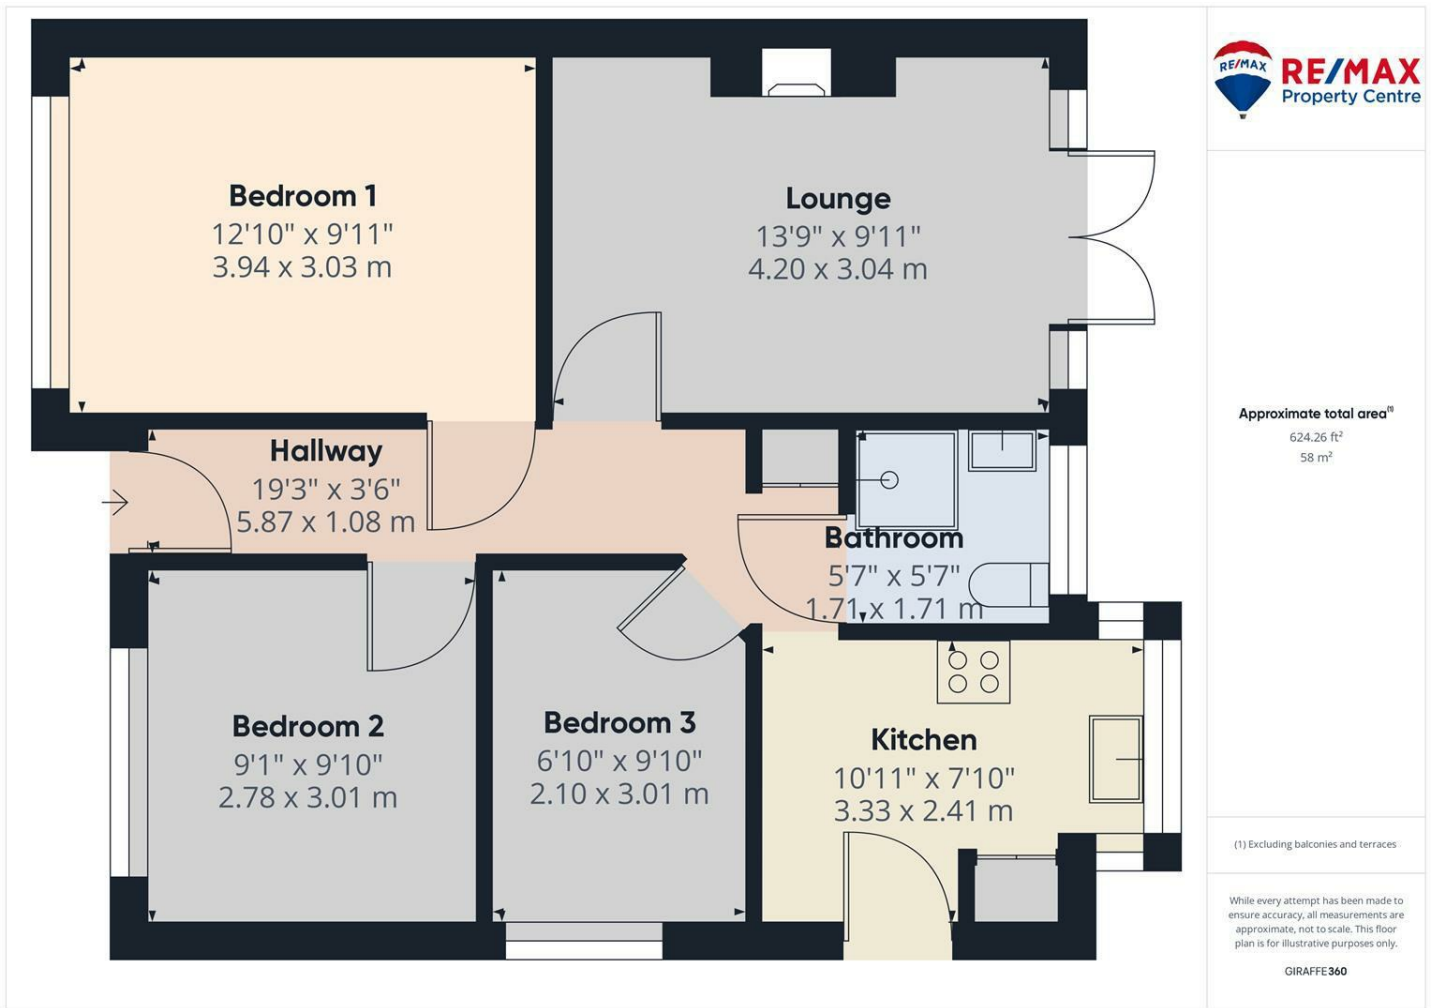 Bedroom 1
12'10" x 9'11"
3.94 x 3.03 m
Lounge
13'9" x 9'11"
4.20 x 3.04 m
Hallway
19'3" x 3'6"
5.87 x 1.08 m
Bathroom
5'7" x 5'7"
1.71 x 1.71 m
Bedroom 2
9'1" x 9'10"
2.78 x 3.01 m
Bedroom 3
6'10" x 9'10"
2.10 x 3.01 m
Kitchen
10'11" x 7'10"
3.33 x 2.41 m
RE/MAX
RE/MAX
Property Centre
Approximate total area(1)
624.26 ft²
58 m²
(1) Excluding balconies and terraces
While every attempt has been made to
ensure accuracy, all measurements are
approximate, not to scale. This floor
plan is for illustrative purposes only.
GIRAFFE360